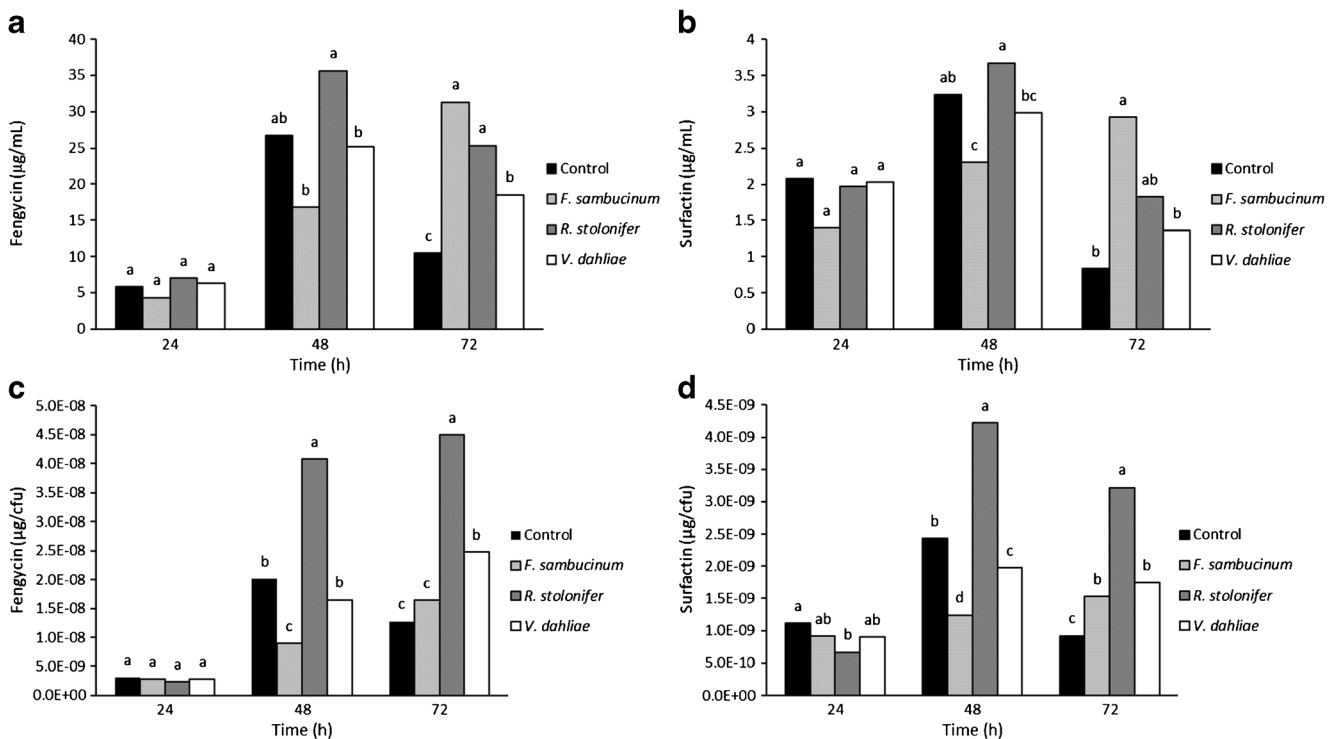 a
b
Fengycin (µg/mL)
40
35
30
25
20
15
10
5
0
a a a a
ab b a b
c a a b
24 48 72
Time (h)
Control
F. sambucinum
R. stolonifer
V. dahliae
Surfactin (µg/mL)
4
3.5
3
2.5
2
1.5
1
0.5
0
a a a a
ab c a bc
b a ab b
24 48 72
Time (h)
Control
F. sambucinum
R. stolonifer
V. dahliae
c
d
Fengycin (µg/cfu)
5.0E-08
4.5E-08
4.0E-08
3.5E-08
3.0E-08
2.5E-08
2.0E-08
1.5E-08
1.0E-08
5.0E-09
0.0E+00
a a a a
b c a b
c c a b
24 48 72
Time (h)
Control
F. sambucinum
R. stolonifer
V. dahliae
Surfactin (µg/cfu)
4.5E-09
4.0E-09
3.5E-09
3.0E-09
2.5E-09
2.0E-09
1.5E-09
1.0E-09
5.0E-10
0.0E+00
a ab b ab
b d a c
c b a b
24 48 72
Time (h)
Control
F. sambucinum
R. stolonifer
V. dahliae